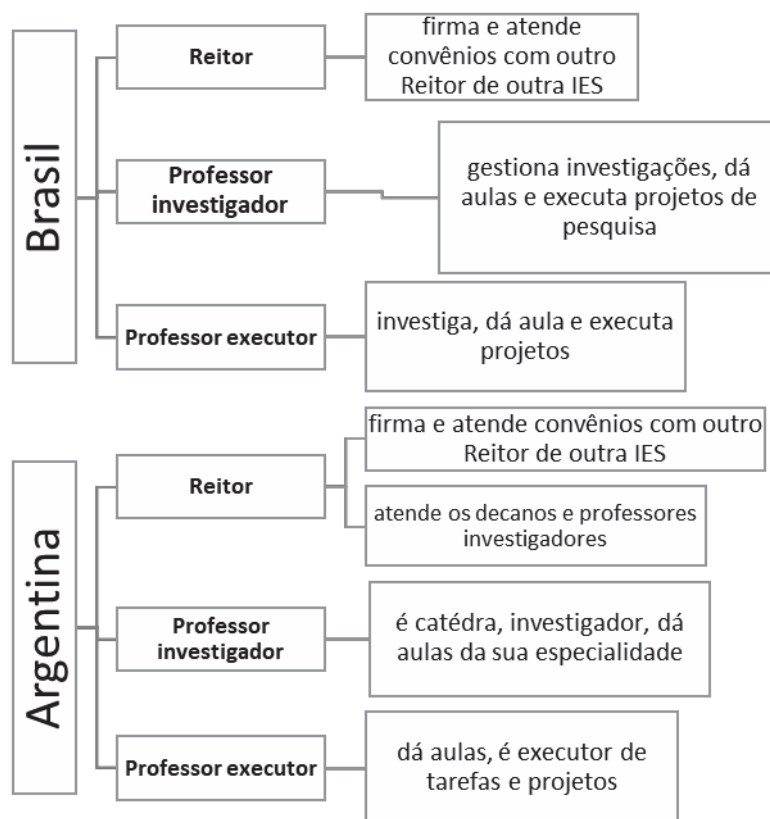 Brasil
Reitor
firma e atende
convênios com outro
Reitor de outra IES
Professor
investigador
gestiona investigações, dá
aulas e executa projetos de
pesquisa
Professor executor
investiga, dá aula e executa
projetos
Argentina
Reitor
firma e atende convênios com outro
Reitor de outra IES
atende os decanos e professores
investigadores
Professor
investigador
é catédra, investigador, dá
aulas da sua especialidade
Professor executor
dá aulas, é executor de
tarefas e projetos